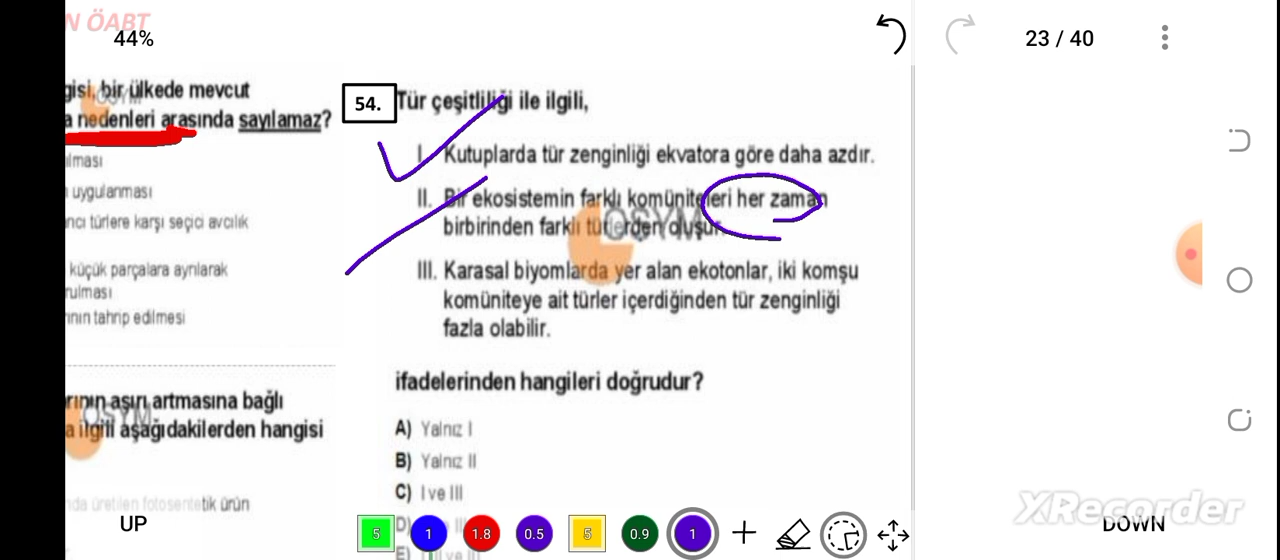 N ÖABT
44%
23 / 40
gisi, bir ülkede mevcut
a nedenleri arasında sayılamaz?
lması
uygulanması
ncı türlere karşı seçici avcılık
küçük parçalara ayrılarak
rulması
nın tahrip edilmesi
rının aşırı artmasına bağlı
a ilgili aşağıdakilerden hangisi
nda üretilen fotosentetik ürün
ÖSYM
54. Tür çeşitliliği ile ilgili,
I. Kutuplarda tür zenginliği ekvatora göre daha azdır.
II. Bir ekosistemin farklı komüniteleri her zaman
birbirinden farklı türlerden oluşur.
III. Karasal biyomlarda yer alan ekotonlar, iki komşu
komüniteye ait türler içerdiğinden tür zenginliği
fazla olabilir.
ÖSYM
ifadelerinden hangileri doğrudur?
A) Yalnız I
B) Yalnız II
C) I ve III
D)
E)
UP
5 1 1.8 0.5 5 0.9 1
XRecorder
DOWN